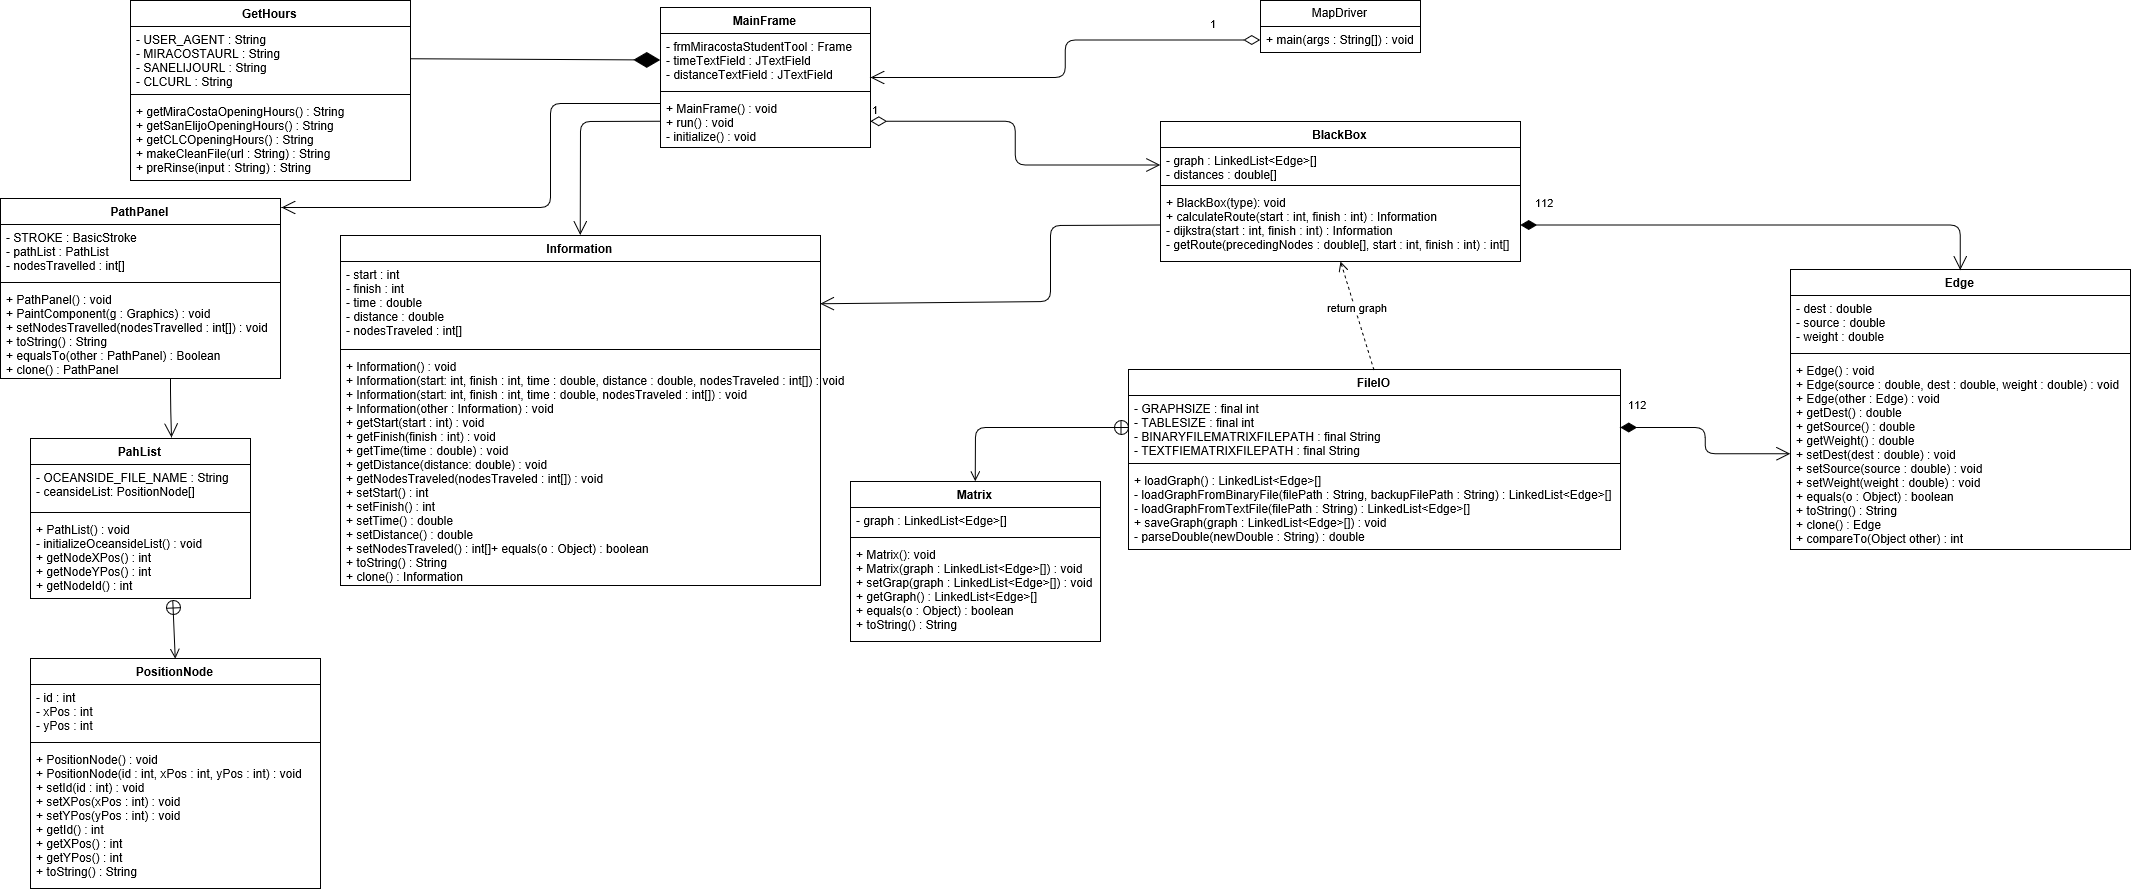 GetHours
- USER_AGENT : String
- MIRACOSTAURL : String
- SANELIJOURL : String
- CLCURL : String
+ getMiraCostaOpeningHours() : String
+ getSanElijoOpeningHours() : String
+ getCLCOpeningHours() : String
+ makeCleanFile(url : String) : String
+ preRinse(input : String) : String
MainFrame
- frmMiracostaStudentTool : Frame
- timeTextField : JTextField
- distanceTextField : JTextField
+ MainFrame() : void
+ run() : void
- initialize() : void
1
1
MapDriver
+ main(args : String[]) : void
BlackBox
- graph : LinkedList<Edge>[]
- distances : double[]
+ BlackBox(type): void
+ calculateRoute(start : int, finish : int) : Information
- dijkstra(start : int, finish : int) : Information
- getRoute(precedingNodes : double[], start : int, finish : int) : int[]
112
PathPanel
- STROKE : BasicStroke
- pathList : PathList
- nodesTravelled : int[]
+ PathPanel() : void
+ PaintComponent(g : Graphics) : void
+ setNodesTravelled(nodesTravelled : int[]) : void
+ toString() : String
+ equalsTo(other : PathPanel) : Boolean
+ clone() : PathPanel
Information
- start : int
- finish : int
- time : double
- distance : double
- nodesTraveled : int[]
+ Information() : void
+ Information(start: int, finish : int, time : double, distance : double, nodesTraveled : int[]) : void
+ Information(start: int, finish : int, time : double, nodesTraveled : int[]) : void
+ Information(other : Information) : void
+ getStart(start : int) : void
+ getFinish(finish : int) : void
+ getTime(time : double) : void
+ getDistance(distance: double) : void
+ getNodesTraveled(nodesTraveled : int[]) : void
+ setStart() : int
+ setFinish() : int
+ setTime() : double
+ setDistance() : double
+ setNodesTraveled() : int[]+ equals(o : Object) : boolean
+ toString() : String
+ clone() : Information
return graph
Edge
- dest : double
- source : double
- weight : double
+ Edge() : void
+ Edge(source : double, dest : double, weight : double) : void
+ Edge(other : Edge) : void
+ getDest() : double
+ getSource() : double
+ getWeight() : double
+ setDest(dest : double) : void
+ setSource(source : double) : void
+ setWeight(weight : double) : void
+ equals(o : Object) : boolean
+ toString() : String
+ clone() : Edge
+ compareTo(Object other) : int
FileIO
- GRAPHSIZE : final int
- TABLESIZE : final int
- BINARYFILEMATRIXFILEPATH : final String
- TEXTFIEMATRIXFILEPATH : final String
+ loadGraph() : LinkedList<Edge>[]
- loadGraphFromBinaryFile(filePath : String, backupFilePath : String) : LinkedList<Edge>[]
- loadGraphFromTextFile(filePath : String) : LinkedList<Edge>[]
+ saveGraph(graph : LinkedList<Edge>[]) : void
- parseDouble(newDouble : String) : double
112
PahList
- OCEANSIDE_FILE_NAME : String
- ceansideList: PositionNode[]
+ PathList() : void
- initializeOceansideList() : void
+ getNodeXPos() : int
+ getNodeYPos() : int
+ getNodeId() : int
Matrix
- graph : LinkedList<Edge>[]
+ Matrix(): void
+ Matrix(graph : LinkedList<Edge>[]) : void
+ setGrap(graph : LinkedList<Edge>[]) : void
+ getGraph() : LinkedList<Edge>[]
+ equals(o : Object) : boolean
+ toString() : String
PositionNode
- id : int
- xPos : int
- yPos : int
+ PositionNode() : void
+ PositionNode(id : int, xPos : int, yPos : int) : void
+ setId(id : int) : void
+ setXPos(xPos : int) : void
+ setYPos(yPos : int) : void
+ getId() : int
+ getXPos() : int
+ getYPos() : int
+ toString() : String